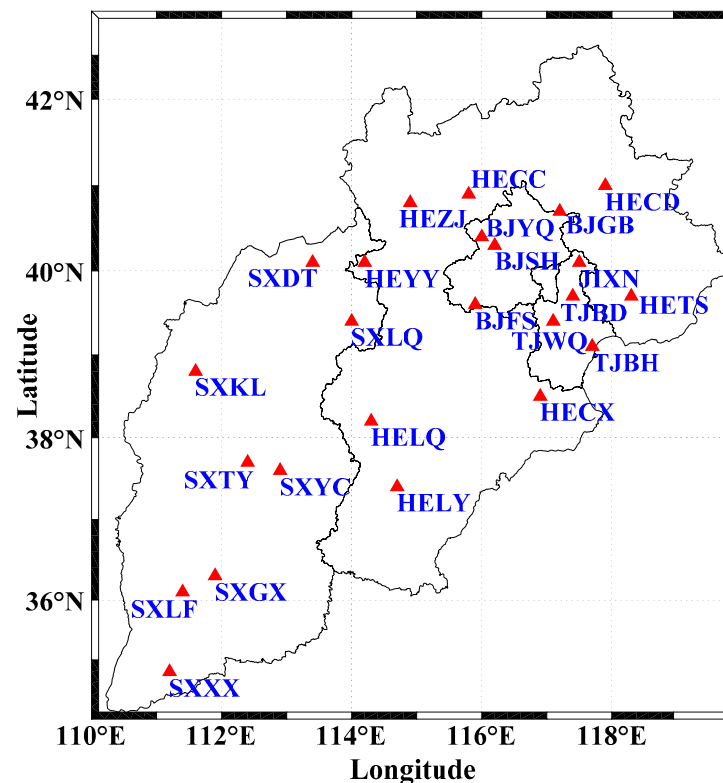 42°N
HECC
HECD
HEZJ
BJYQ
BJGB
40°N
SXDT
HEYY
BJSH
JIXN
HETS
BJFS
TJBD
SXLQ
TJWQ
TJBH
Latitude
SXKL
HECX
38°N
HELQ
SXTY
SXYC
HELY
36°N
SXGX
SXLF
SXXX
110°E
112°E
114°E
116°E
118°E
Longitude